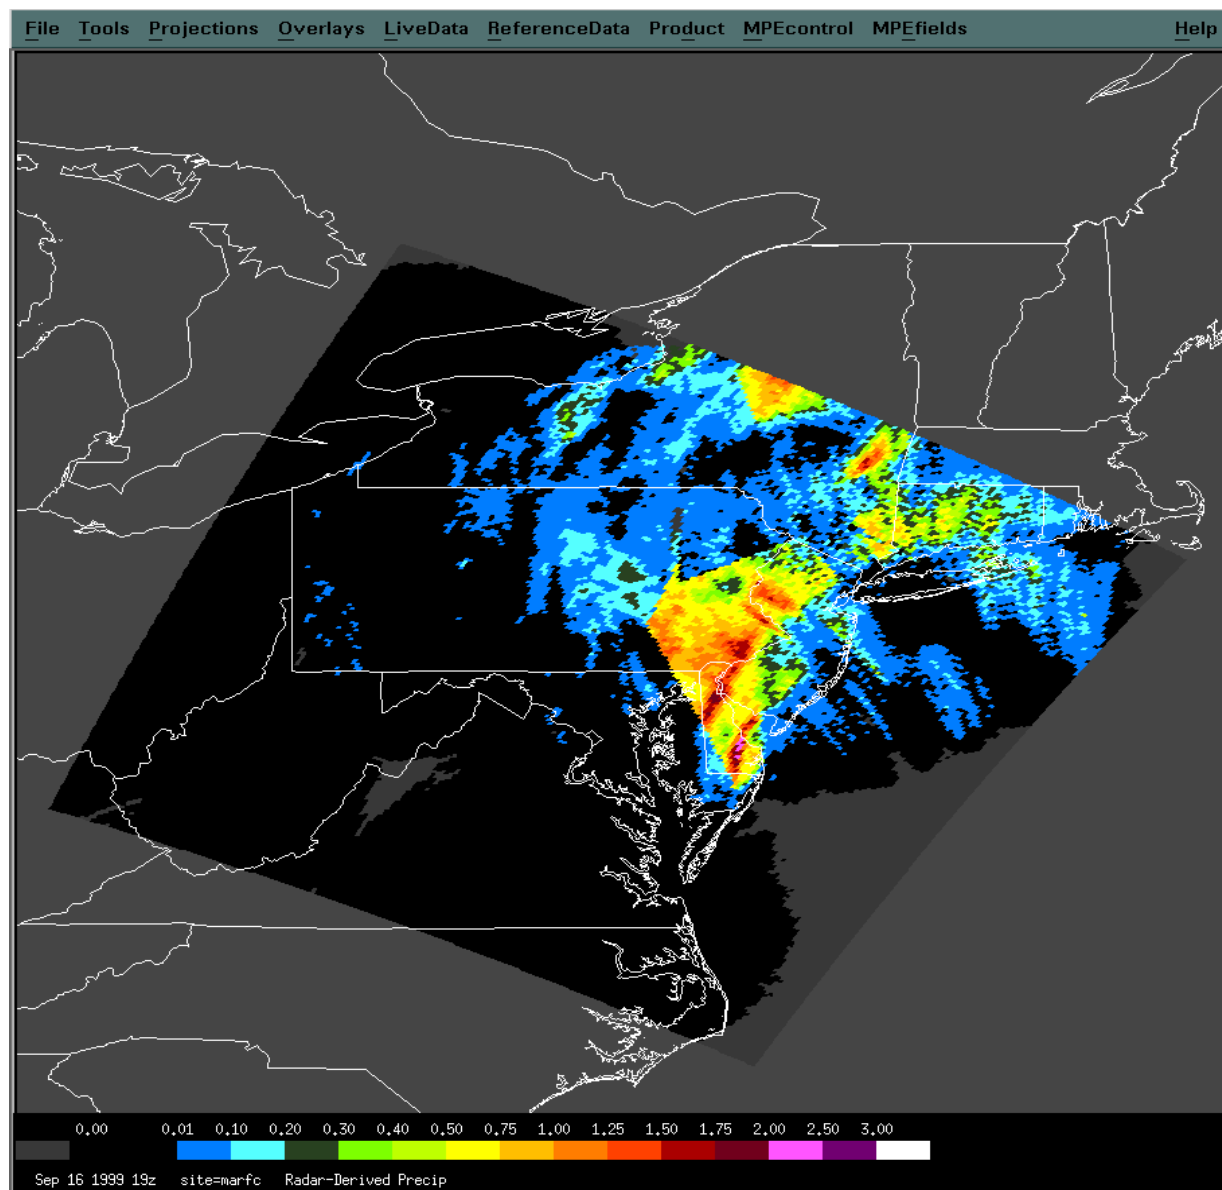 File Tools Projections Overlays LiveData ReferenceData Product MPEcontrol MPEfields Help
0.00 0.01 0.10 0.20 0.30 0.40 0.50 0.75 1.00 1.25 1.50 1.75 2.00 2.50 3.00
Sep 16 1999 19z site=marfc Radar-Derived Precip